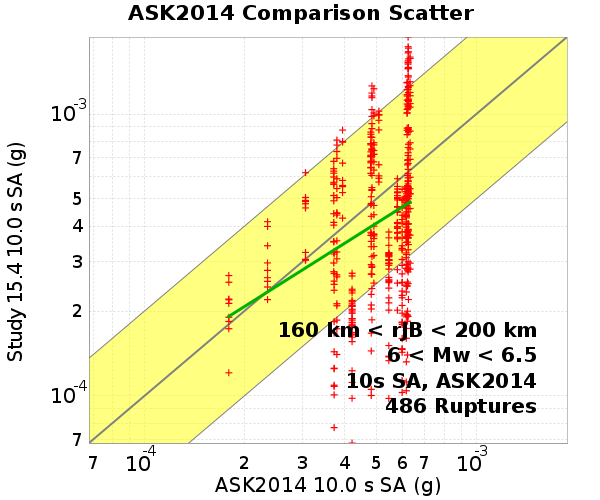 ASK2014 Comparison Scatter
Study 15.4 10.0 s SA (g)
10-3
7
5
4
3
2
10-4
7
160 km < rJB < 200 km
6 < Mw < 6.5
10s SA, ASK2014
486 Ruptures
7 10-4 2 3 4 5 6 7 10-3
ASK2014 10.0 s SA (g)